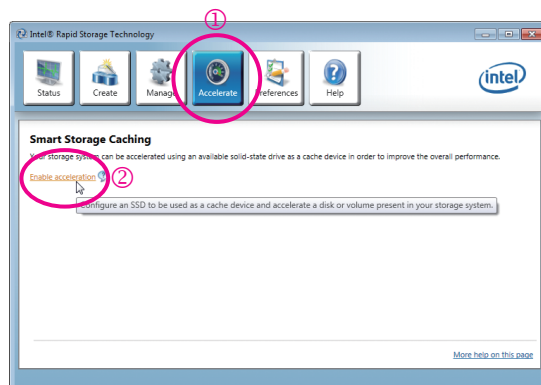 ①
Intel® Rapid Storage Technology
Status
Create
Manage
Accelerate
Preferences
Help
intel
Smart Storage Caching
Your storage system can be accelerated using an available solid-state drive as a cache device in order to improve the overall performance.
Enable acceleration ?
②
Configure an SSD to be used as a cache device and accelerate a disk or volume present in your storage system.
More help on this page